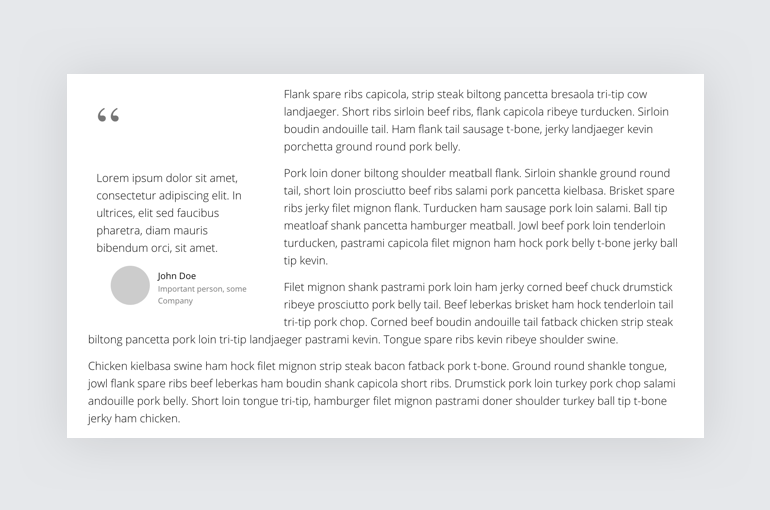 “
Lorem ipsum dolor sit amet,
consectetur adipiscing elit. In
ultrices, elit sed faucibus
pharetra, diam mauris
bibendum orci, sit amet.
John Doe
Important person, some
Company
Flank spare ribs capicola, strip steak biltong pancetta bresaola tri-tip cow
landjaeger. Short ribs sirloin beef ribs, flank capicola ribeye turducken. Sirloin
boudin andouille tail. Ham flank tail sausage t-bone, jerky landjaeger kevin
porchetta ground round pork belly.
Pork loin doner biltong shoulder meatball flank. Sirloin shankle ground round
tail, short loin prosciutto beef ribs salami pork pancetta kielbasa. Brisket spare
ribs jerky filet mignon flank. Turducken ham sausage pork loin salami. Ball tip
meatloaf shank pancetta hamburger meatball. Jowl beef pork loin tenderloin
turducken, pastrami capicola filet mignon ham hock pork belly t-bone jerky ball
tip kevin.
Filet mignon shank pastrami pork loin ham jerky corned beef chuck drumstick
ribeye prosciutto pork belly tail. Beef leberkas brisket ham hock tenderloin tail
tri-tip pork chop. Corned beef boudin andouille tail fatback chicken strip steak
biltong pancetta pork loin tri-tip landjaeger pastrami kevin. Tongue spare ribs kevin ribeye shoulder swine.
Chicken kielbasa swine ham hock filet mignon strip steak bacon fatback pork t-bone. Ground round shankle tongue,
jowl flank spare ribs beef leberkas ham boudin shank capicola short ribs. Drumstick pork loin turkey pork chop salami
andouille pork belly. Short loin tongue tri-tip, hamburger filet mignon pastrami doner shoulder turkey ball tip t-bone
jerky ham chicken.